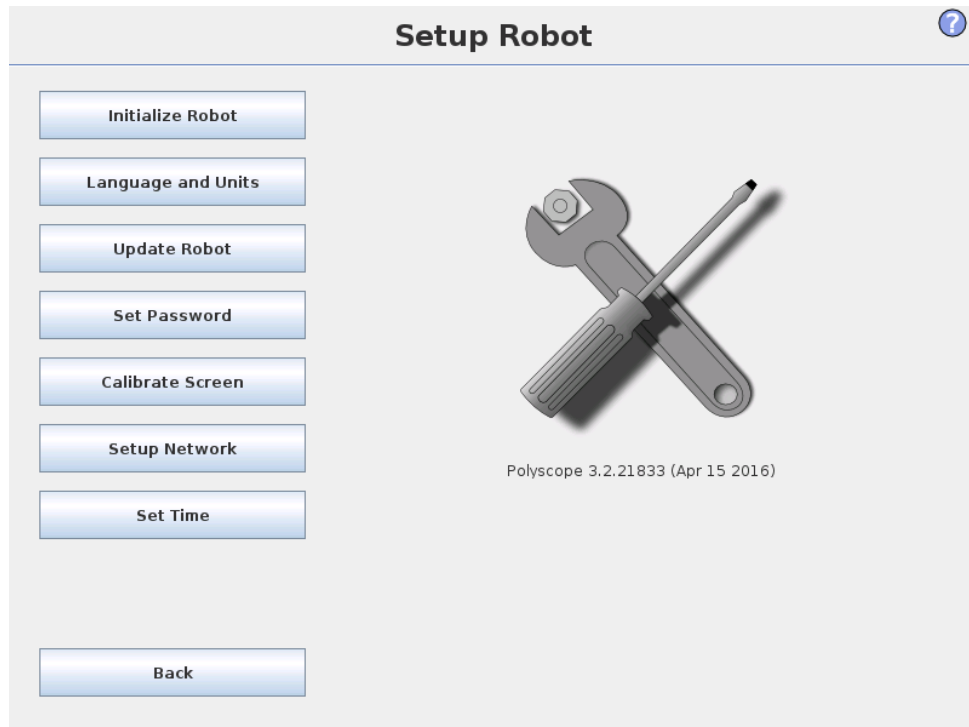 Setup Robot
?
Initialize Robot
Language and Units
Update Robot
Set Password
Calibrate Screen
Setup Network
Set Time
Polyscope 3.2.21833 (Apr 15 2016)
Back